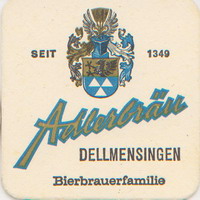 SEIT 1349
Adlerbräu
DELLMENSINGEN
Bierbrauerfamilie